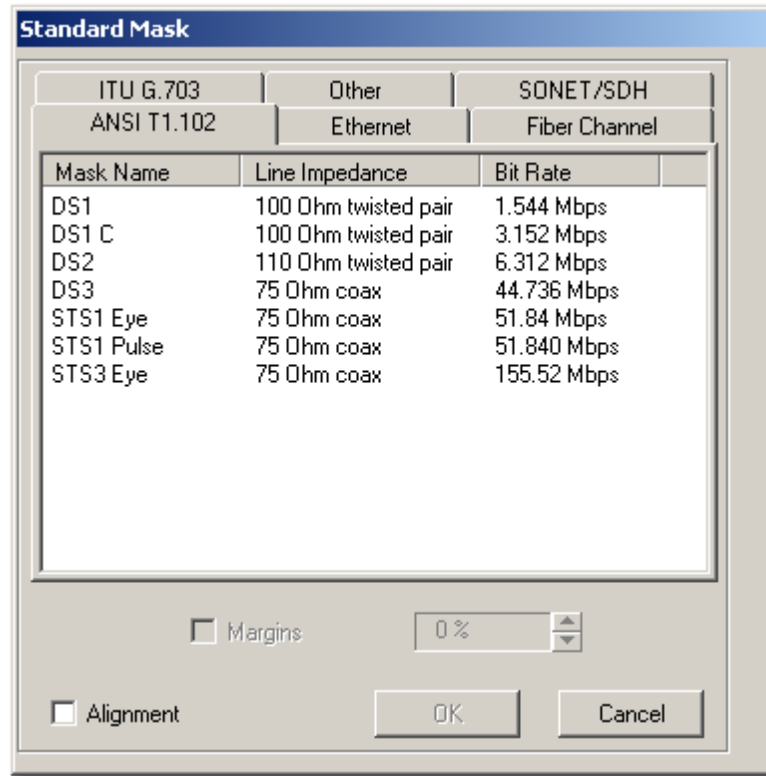 Standard Mask
ITU G.703 Other SONET/SDH
ANSI T1.102 Ethernet Fiber Channel
Mask Name Line Impedance Bit Rate
DS1 100 Ohm twisted pair 1.544 Mbps
DS1 C 100 Ohm twisted pair 3.152 Mbps
DS2 110 Ohm twisted pair 6.312 Mbps
DS3 75 Ohm coax 44.736 Mbps
STS1 Eye 75 Ohm coax 51.84 Mbps
STS1 Pulse 75 Ohm coax 51.840 Mbps
STS3 Eye 75 Ohm coax 155.52 Mbps
Margins 0 %
Alignment OK Cancel